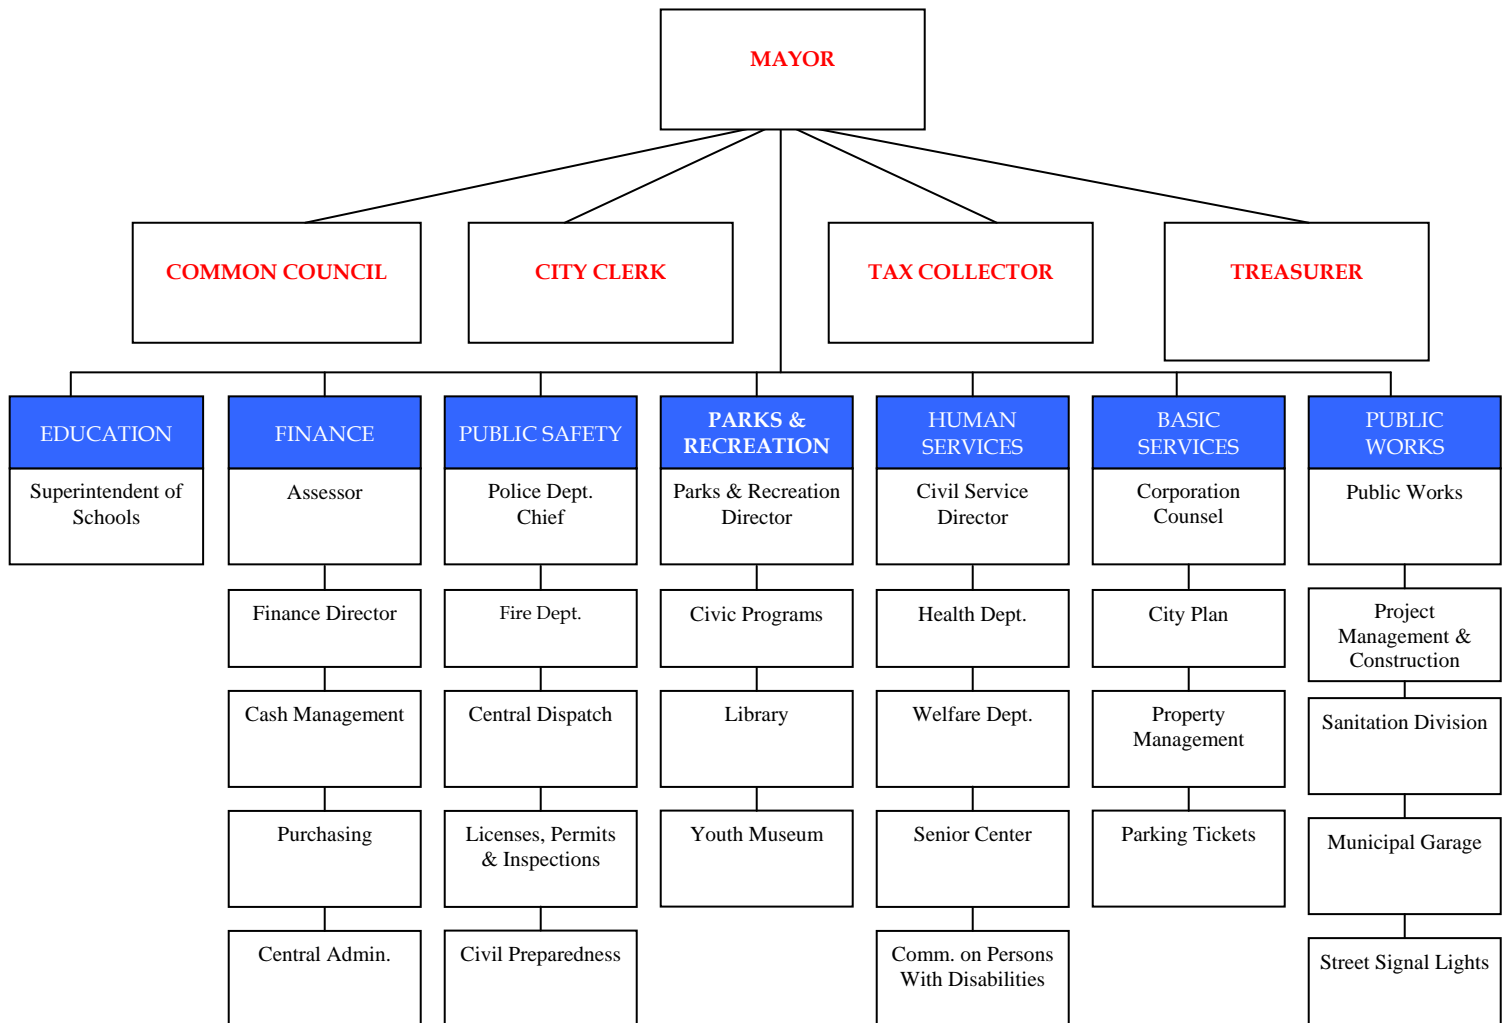 MAYOR
COMMON COUNCIL
CITY CLERK
TAX COLLECTOR
TREASURER
EDUCATION
Superintendent of
Schools
FINANCE
Assessor
Finance Director
Cash Management
Purchasing
Central Admin.
PUBLIC SAFETY
Police Dept.
Chief
Fire Dept.
Central Dispatch
Licenses, Permits
& Inspections
Civil Preparedness
PARKS &
RECREATION
Parks & Recreation
Director
Civic Programs
Library
Youth Museum
HUMAN
SERVICES
Civil Service
Director
Health Dept.
Welfare Dept.
Senior Center
Comm. on Persons
With Disabilities
BASIC
SERVICES
Corporation
Counsel
City Plan
Property
Management
Parking Tickets
PUBLIC
WORKS
Public Works
Project
Management &
Construction
Sanitation Division
Municipal Garage
Street Signal Lights